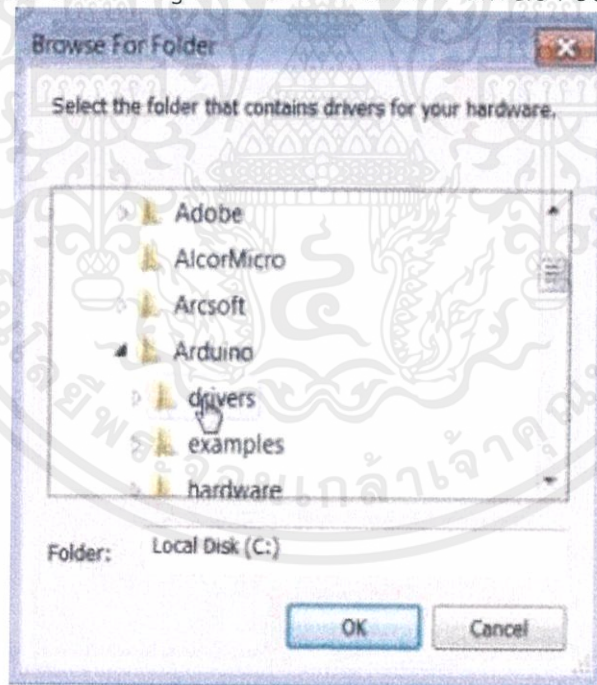 Browse For Folder
Select the folder that contains drivers for your hardware.
Adobe
AlcorMicro
Arcsoft
Arduino
drivers
examples
hardware
Folder: Local Disk (C:)
OK Cancel